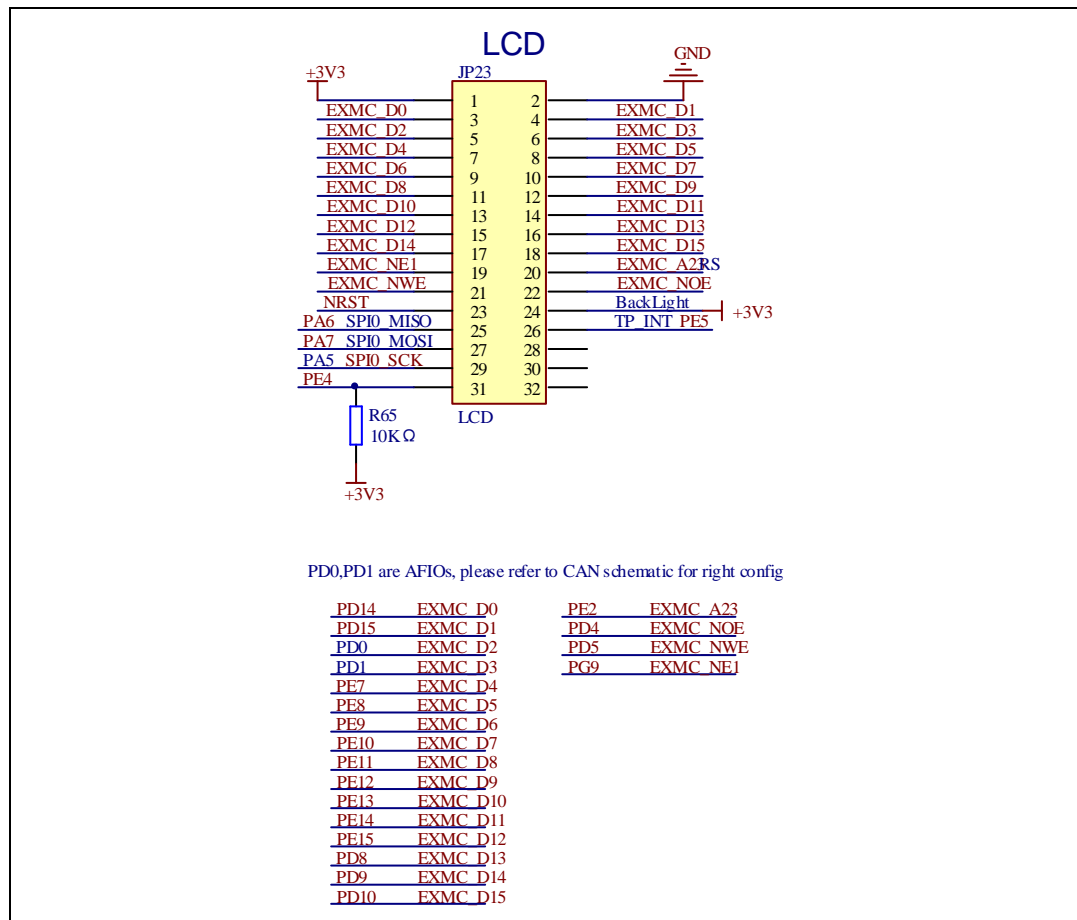 LCD
JP23
+3V3
GND
1 2
EXMC_D0 3 4 EXMC_D1
EXMC_D2 5 6 EXMC_D3
EXMC_D4 7 8 EXMC_D5
EXMC_D6 9 10 EXMC_D7
EXMC_D8 11 12 EXMC_D9
EXMC_D10 13 14 EXMC_D11
EXMC_D12 15 16 EXMC_D13
EXMC_D14 17 18 EXMC_D15
EXMC_NE1 19 20 EXMC_A23 RS
EXMC_NWE 21 22 EXMC_NOE
NRST 23 24 BackLight +3V3
PA6 SPI0_MISO 25 26 TP_INT PE5
PA7 SPI0_MOSI 27 28
PA5 SPI0_SCK 29 30
PE4 31 32
LCD
R65
10KΩ
+3V3
PD0,PD1 are AFIOs, please refer to CAN schematic for right config
PD14 EXMC_D0 PE2 EXMC_A23
PD15 EXMC_D1 PD4 EXMC_NOE
PD0 EXMC_D2 PD5 EXMC_NWE
PD1 EXMC_D3 PG9 EXMC_NE1
PE7 EXMC_D4
PE8 EXMC_D5
PE9 EXMC_D6
PE10 EXMC_D7
PE11 EXMC_D8
PE12 EXMC_D9
PE13 EXMC_D10
PE14 EXMC_D11
PE15 EXMC_D12
PD8 EXMC_D13
PD9 EXMC_D14
PD10 EXMC_D15